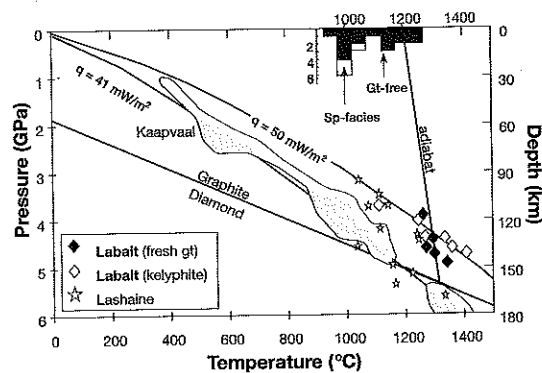 1000 1200 1400
0
1
2
3
4
5
6
Pressure (GPa)
0
30
60
90
120
150
180
Depth (km)
0
2
4
6
Gt-free
Sp-facies
q = 41 mW/m²
q = 50 mW/m²
Kaapvaal
adiabat
Graphite
Diamond
Labait (fresh gt)
Labait (kelyphite)
Lashaine
0 200 400 600 800 1000 1200 1400
Temperature (°C)